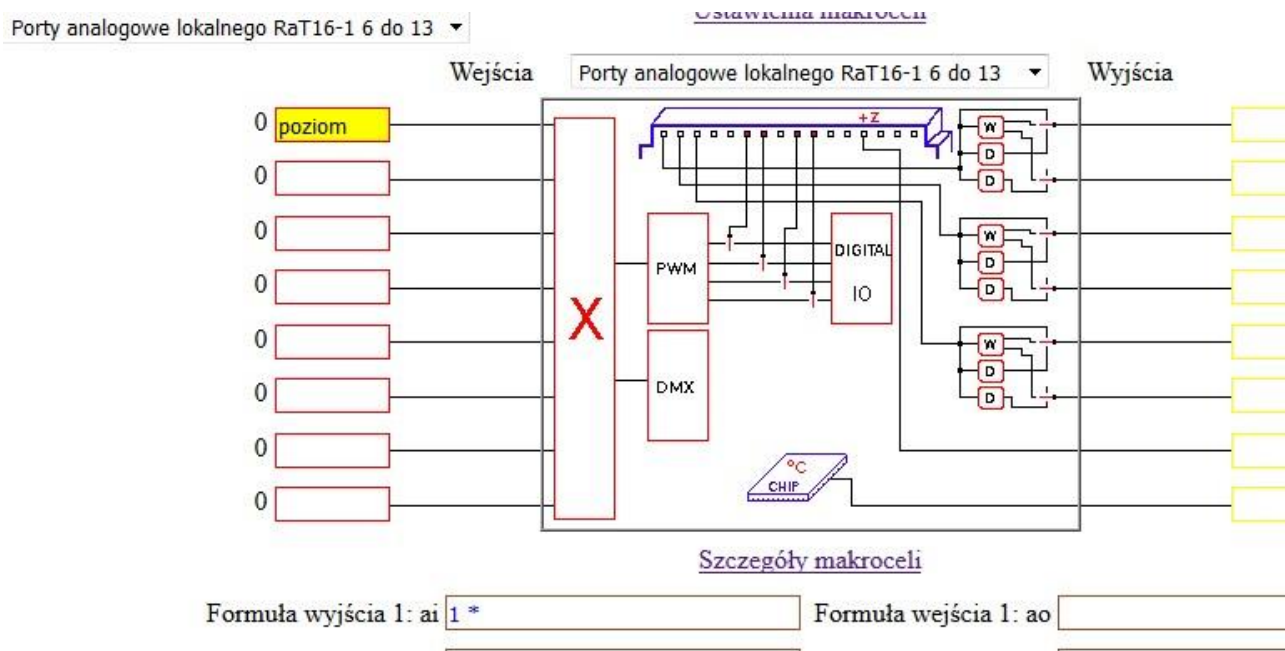 Ustawienia makroceli
Porty analogowe lokalnego RaT16-1 6 do 13
Wejścia
Porty analogowe lokalnego RaT16-1 6 do 13
Wyjścia
0 poziom
0
0
0
0
0
0
0
+Z
W
D
D
W
D
D
W
D
D
PWM
DIGITAL
IO
X
DMX
°C
CHIP
Szczegóły makroceli
Formuła wyjścia 1: ai 1 *
Formuła wejścia 1: ao